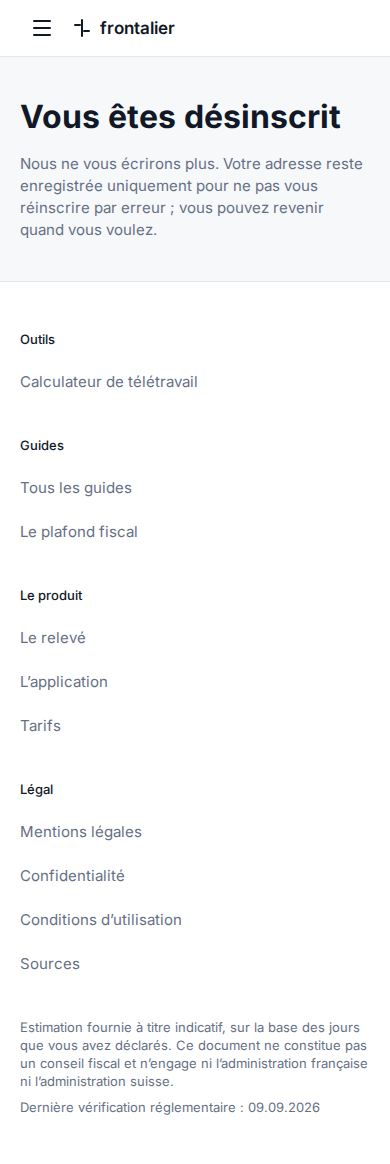 frontalier
Vous êtes désinscrit
Nous ne vous écrirons plus. Votre adresse reste
enregistrée uniquement pour ne pas vous
réinscrire par erreur ; vous pouvez revenir
quand vous voulez.
Outils
Calculateur de télétravail
Guides
Tous les guides
Le plafond fiscal
Le produit
Le relevé
L’application
Tarifs
Légal
Mentions légales
Confidentialité
Conditions d’utilisation
Sources
Estimation fournie à titre indicatif, sur la base des jours
que vous avez déclarés. Ce document ne constitue pas
un conseil fiscal et n’engage ni l’administration française
ni l’administration suisse.
Dernière vérification réglementaire : 09.09.2026